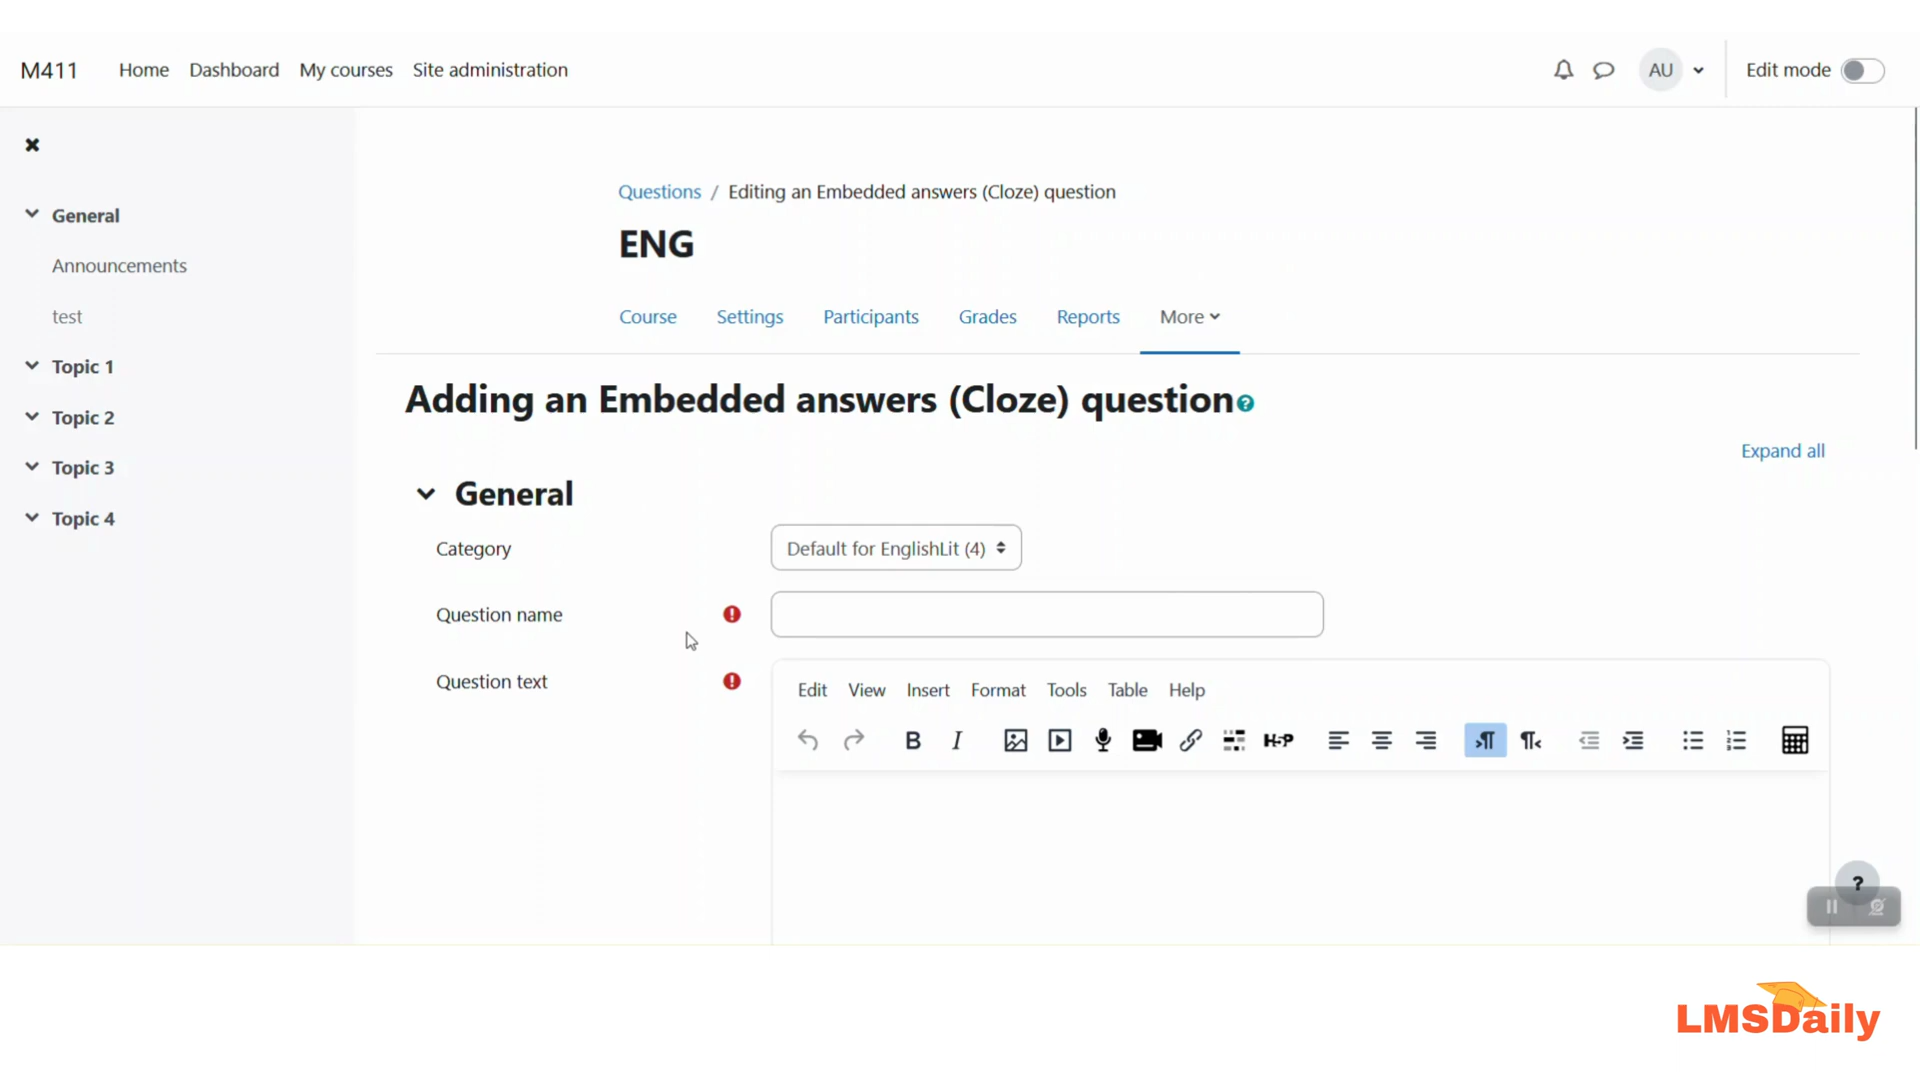 M411 Home Dashboard My courses Site administration AU Edit mode
General
Announcements
test
Topic 1
Topic 2
Topic 3
Topic 4
Questions / Editing an Embedded answers (Cloze) question
ENG
Course Settings Participants Grades Reports More
Adding an Embedded answers (Cloze) question
Expand all
General
Category Default for EnglishLit (4)
Question name
Question text
Edit View Insert Format Tools Table Help
B I H-P
?
LMSDaily